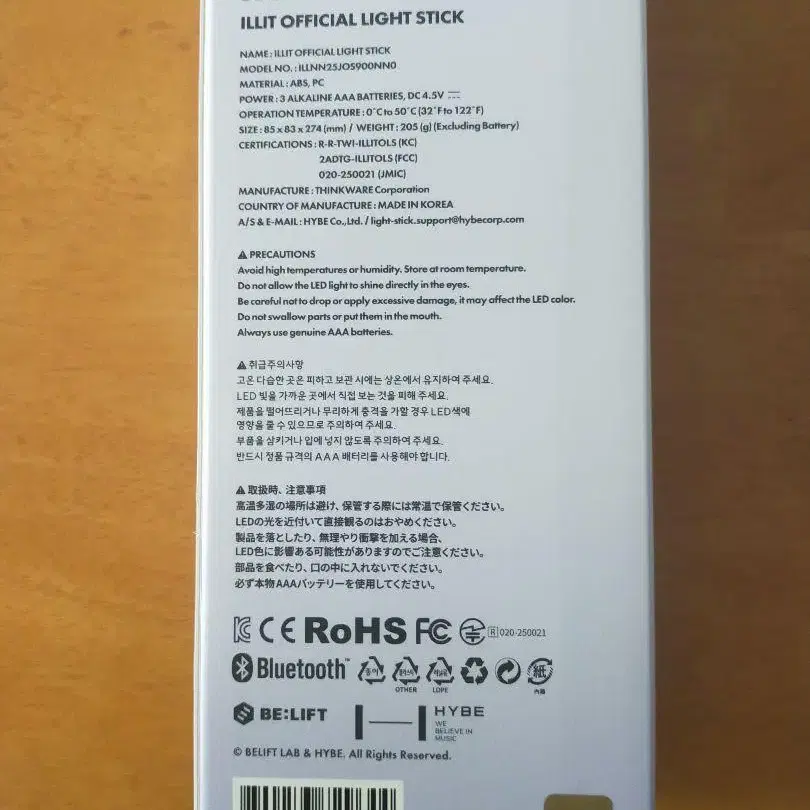 ILLIT OFFICIAL LIGHT STICK
NAME : ILLIT OFFICIAL LIGHT STICK
MODEL NO. : ILLNN25JO5900NN0
MATERIAL : ABS, PC
POWER : 3 ALKALINE AAA BATTERIES, DC 4.5V ⎓
OPERATION TEMPERATURE : 0°C to 50°C (32°F to 122°F)
SIZE : 85 x 83 x 274 (mm) / WEIGHT : 205 (g) (Excluding Battery)
CERTIFICATIONS : R-R-TWI-ILLITOLS (KC)
2ADTG-ILLITOLS (FCC)
020-250021 (JMIC)
MANUFACTURE : THINKWARE Corporation
COUNTRY OF MANUFACTURE : MADE IN KOREA
A/S & E-MAIL : HYBE Co., Ltd. / light-stick.support@hybecorp.com
⚠ PRECAUTIONS
Avoid high temperatures or humidity. Store at room temperature.
Do not allow the LED light to shine directly in the eyes.
Be careful not to drop or apply excessive damage, it may affect the LED color.
Do not swallow parts or put them in the mouth.
Always use genuine AAA batteries.
⚠ 취급주의사항
고온 다습한 곳은 피하고 보관 시에는 상온에서 유지하여 주세요.
LED 빛을 가까운 곳에서 직접 보는 것을 피해 주세요.
제품을 떨어뜨리거나 무리하게 충격을 가할 경우 LED 색에
영향을 줄 수 있으므로 주의하여 주세요.
부품을 삼키거나 입에 넣지 않도록 주의하여 주세요.
반드시 정품 규격의 AAA 배터리를 사용해야 합니다.
⚠ 取扱時、注意事項
高温多湿の場所は避け、保管する際には常温で保管ください。
LEDの光を近付いて直接観るのはおやめください。
製品を落としたり、無理やり衝撃を加える場合、
LED色に影響ある可能性がありますのでご注意ください。
部品を食べたり、口の中に入れないでください。
必ず本物AAAバッテリーを使用してください。
CE RoHS FC R 020-250021
Bluetooth™ 종이 紙
OTHER LDPE 内箱
BE:LIFT HYBE
WE
BELIEVE IN
MUSIC
© BELIFT LAB & HYBE. All Rights Reserved.